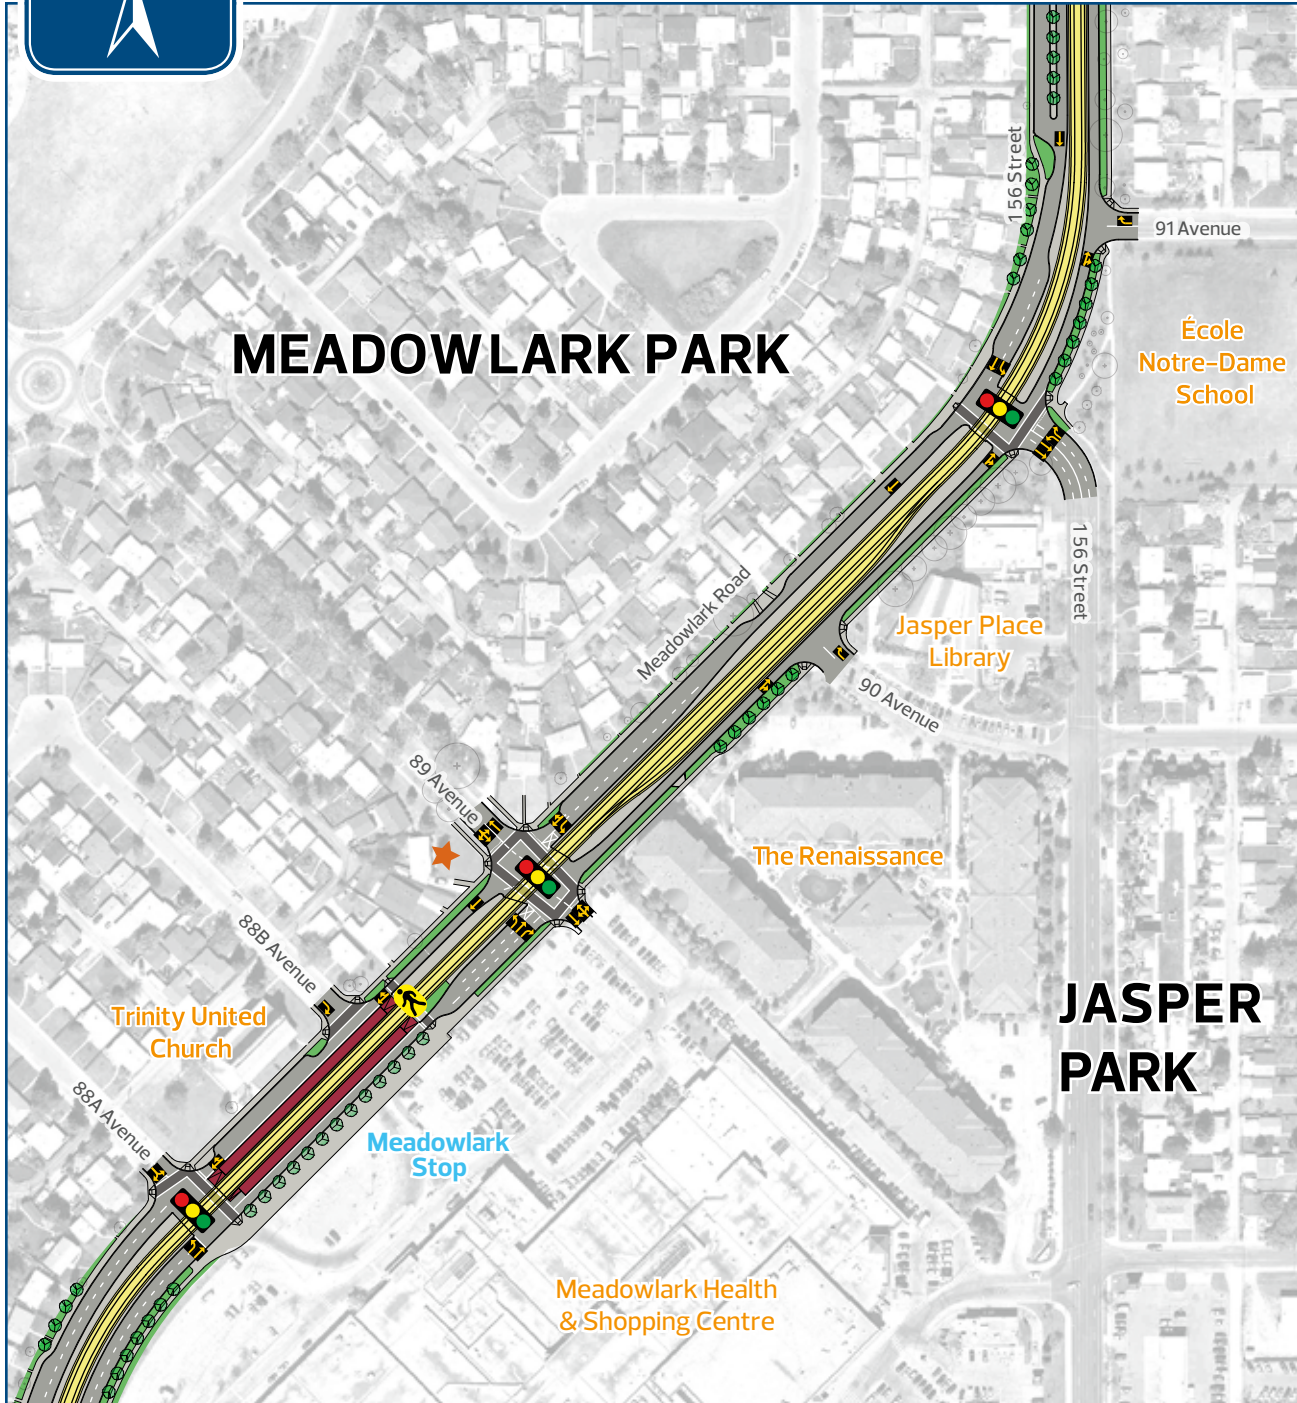 156 Street
91 Avenue
École
Notre-Dame
School
MEADOWLARK PARK
156 Street
Meadowlark Road
Jasper Place
Library
90 Avenue
89 Avenue
The Renaissance
88B Avenue
JASPER
PARK
Trinity United
Church
88A Avenue
Meadowlark
Stop
Meadowlark Health
& Shopping Centre